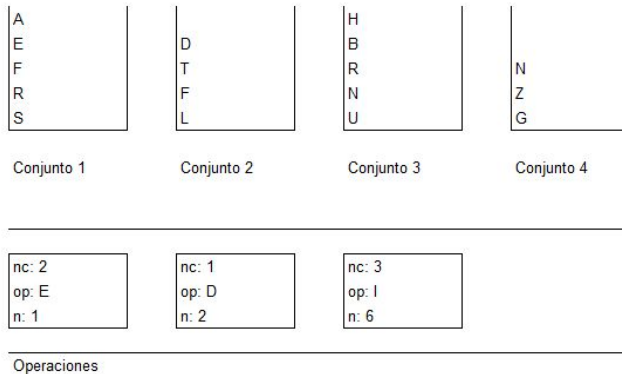 A
E
F
R
S
D
T
F
L
H
B
R
N
U
N
Z
G
Conjunto 1
Conjunto 2
Conjunto 3
Conjunto 4
nc: 2
op: E
n: 1
nc: 1
op: D
n: 2
nc: 3
op: I
n: 6
Operaciones